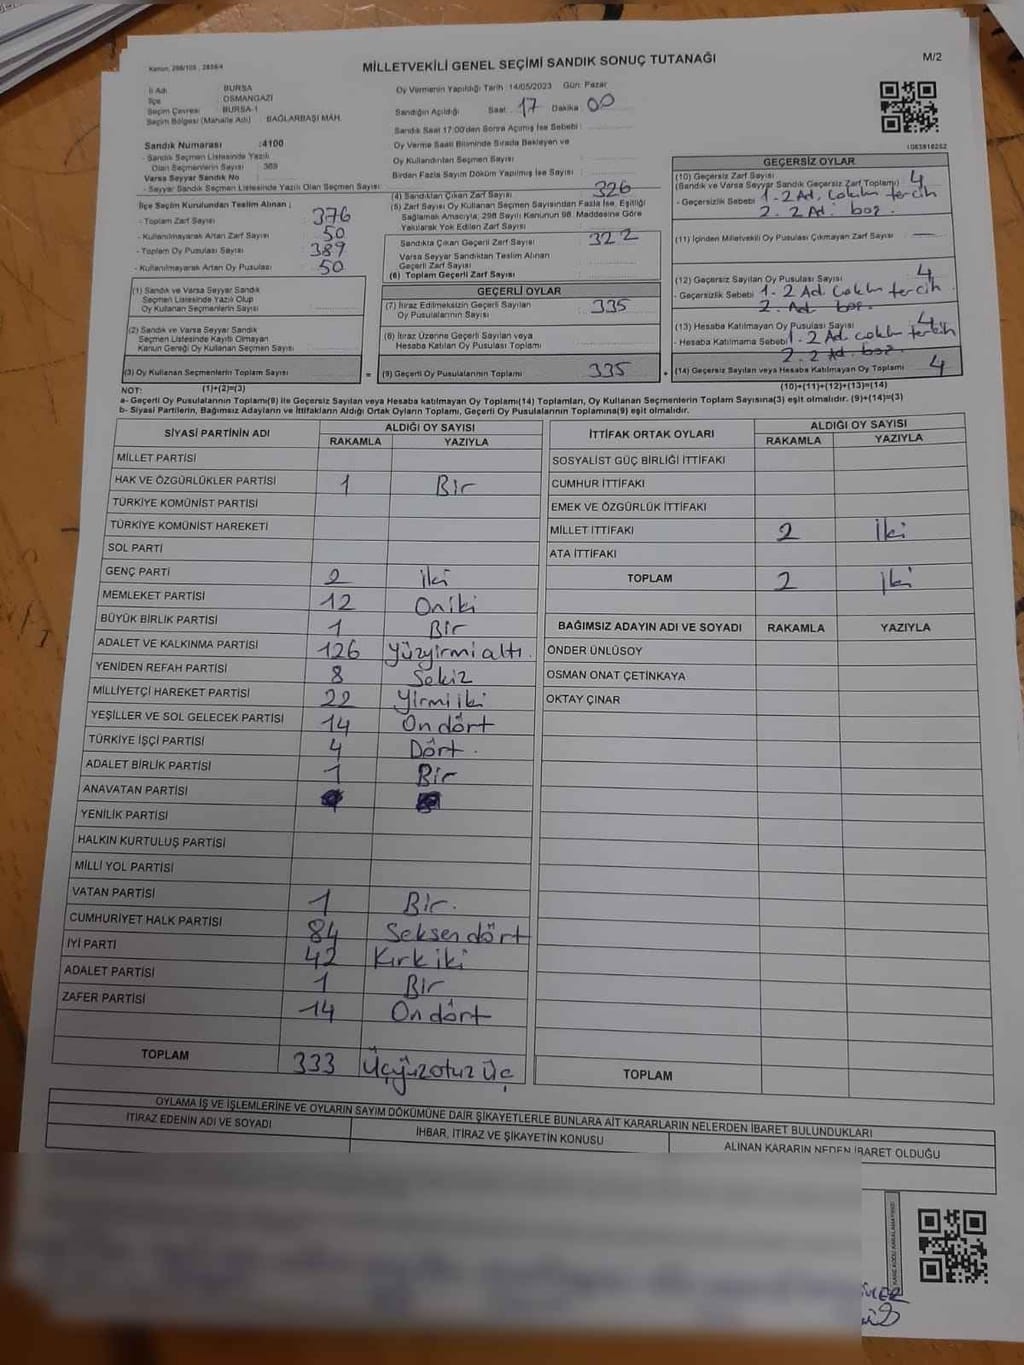 Kanun, 298/105 , 2839/4
MİLLETVEKİLİ GENEL SEÇİMİ SANDIK SONUÇ TUTANAĞI
M/2
İl Adı BURSA
İlçe OSMANGAZİ
Seçim Çevresi BURSA-1
Seçim Bölgesi (Mahalle Adı) BAĞLARBAŞI MAH.
Oy Vermenin Yapıldığı Tarih :14/05/2023 Gün: Pazar
Sandığın Açıldığı Saat: 17 Dakika 00
Sandık Saat 17:00'den Sonra Açılmış İse Sebebi :
Oy Verme Saati Bitiminde Sırada Bekleyen ve
Oy Kullandırılan Seçmen Sayısı :
Birdan Fazla Sayım Döküm Yapılmış İse Sayısı :
Sandık Numarası :4100
- Sandık Seçmen Listesinde Yazılı
Olan Seçmenlerin Sayısı : 369
Varsa Seyyar Sandık No :
- Seyyar Sandık Seçmen Listesinde Yazılı Olan Seçmen Sayısı:
İlçe Seçim Kurulundan Teslim Alınan ;
- Toplam Zarf Sayısı : 376
- Kullanılmayarak Artan Zarf Sayısı : 50
- Toplam Oy Pusulası Sayısı : 389
- Kullanılmayarak Artan Oy Pusulası : 50
(1) Sandık ve Varsa Seyyar Sandık
Seçmen Listesinde Yazılı Olup
Oy Kullanan Seçmenlerin Sayısı :
(2) Sandık ve Varsa Seyyar Sandık
Seçmen Listesinde Kayıtlı Olmayan
Kanun Gereği Oy Kullanan Seçmen Sayısı :
(3) Oy Kullanan Seçmenlerin Toplam Sayısı =
(1)+(2)=(3)
(4) Sandıktan Çıkan Zarf Sayısı : 326
(5) Zarf Sayısı Oy Kullanan Seçmen Sayısından Fazla İse, Eşitliği
Sağlamak Amacıyla, 298 Sayılı Kanunun 98. Maddesine Göre
Yakılarak Yok Edilen Zarf Sayısı :
Sandıkta Çıkan Geçerli Zarf Sayısı : 322
Varsa Seyyar Sandıktan Teslim Alınan
Geçerli Zarf Sayısı :
(6) Toplam Geçerli Zarf Sayısı :
GEÇERLİ OYLAR
(7) İtiraz Edilmeksizin Geçerli Sayılan
Oy Pusulalarının Sayısı : 335
(8) İtiraz Üzerine Geçerli Sayılan veya
Hesaba Katılan Oy Pusulası Toplamı
(9) Geçerli Oy Pusulalarının Toplamı : 335 +
1083810252
GEÇERSİZ OYLAR
(10) Geçersiz Zarf Sayısı : 4
(Sandık ve Varsa Seyyar Sandık Geçersiz Zarf Toplamı)
- Geçersizlik Sebebi : 1- 2 Ad. çoklu tercih
2. 2 Ad. boş.
(11) İçinden Milletvekili Oy Pusulası Çıkmayan Zarf Sayısı : —
(12) Geçersiz Sayılan Oy Pusulası Sayısı : 4
- Geçersizlik Sebebi : 1- 2 Ad. çoklu tercih
2. Ad. boş.
(13) Hesaba Katılmayan Oy Pusulası Sayısı : 4
- Hesaba Katılmama Sebebi : 1- 2 Ad. çoklu tercih
2. 2 Ad. boş.
(14) Geçersiz Sayılan veya Hesaba Katılmayan Oy Toplamı : 4
(10)+(11)+(12)+(13)=(14)
NOT:
a- Geçerli Oy Pusulalarının Toplamı(9) ile Geçersiz Sayılan veya Hesaba katılmayan Oy Toplamı(14) Toplamları, Oy Kullanan Seçmenlerin Toplam Sayısına(3) eşit olmalıdır. (9)+(14)=(3)
b- Siyasi Partilerin, Bağımsız Adayların ve İttifakların Aldığı Ortak Oyların Toplamı, Geçerli Oy Pusulalarının Toplamına(9) eşit olmalıdır.
SİYASİ PARTİNİN ADI ALDIĞI OY SAYISI
RAKAMLA YAZIYLA
MİLLET PARTİSİ
HAK VE ÖZGÜRLÜKLER PARTİSİ 1 Bir
TÜRKİYE KOMÜNİST PARTİSİ
TÜRKİYE KOMÜNİST HAREKETİ
SOL PARTİ
GENÇ PARTİ 2 iki
MEMLEKET PARTİSİ 12 Oniki
BÜYÜK BİRLİK PARTİSİ 1 Bir
ADALET VE KALKINMA PARTİSİ 126 Yüzyirmialtı.
YENİDEN REFAH PARTİSİ 8 Sekiz
MİLLİYETÇİ HAREKET PARTİSİ 22 Yirmiiki
YEŞİLLER VE SOL GELECEK PARTİSİ 14 On dört
TÜRKİYE İŞÇİ PARTİSİ 4 Dört.
ADALET BİRLİK PARTİSİ 1 Bir
ANAVATAN PARTİSİ
YENİLİK PARTİSİ
HALKIN KURTULUŞ PARTİSİ
MİLLİ YOL PARTİSİ
VATAN PARTİSİ 1 Bir.
CUMHURİYET HALK PARTİSİ 84 Seksen dört
İYİ PARTİ 42 Kırk iki
ADALET PARTİSİ 1 Bir
ZAFER PARTİSİ 14 On dört
TOPLAM 333 Üçyüzotuz üç
İTTİFAK ORTAK OYLARI ALDIĞI OY SAYISI
RAKAMLA YAZIYLA
SOSYALİST GÜÇ BİRLİĞİ İTTİFAKI
CUMHUR İTTİFAKI
EMEK VE ÖZGÜRLÜK İTTİFAKI
MİLLET İTTİFAKI 2 İki
ATA İTTİFAKI
TOPLAM 2 İki
BAĞIMSIZ ADAYIN ADI VE SOYADI RAKAMLA YAZIYLA
ÖNDER ÜNLÜSOY
OSMAN ONAT ÇETİNKAYA
OKTAY ÇINAR
TOPLAM
OYLAMA İŞ VE İŞLEMLERİNE VE OYLARIN SAYIM DÖKÜMÜNE DAİR ŞİKAYETLERLE BUNLARA AİT KARARLARIN NELERDEN İBARET BULUNDUKLARI
İTİRAZ EDENİN ADI VE SOYADI
İHBAR, İTİRAZ VE ŞİKAYETİN KONUSU
ALINAN KARARIN NEDEN İBARET OLDUĞU